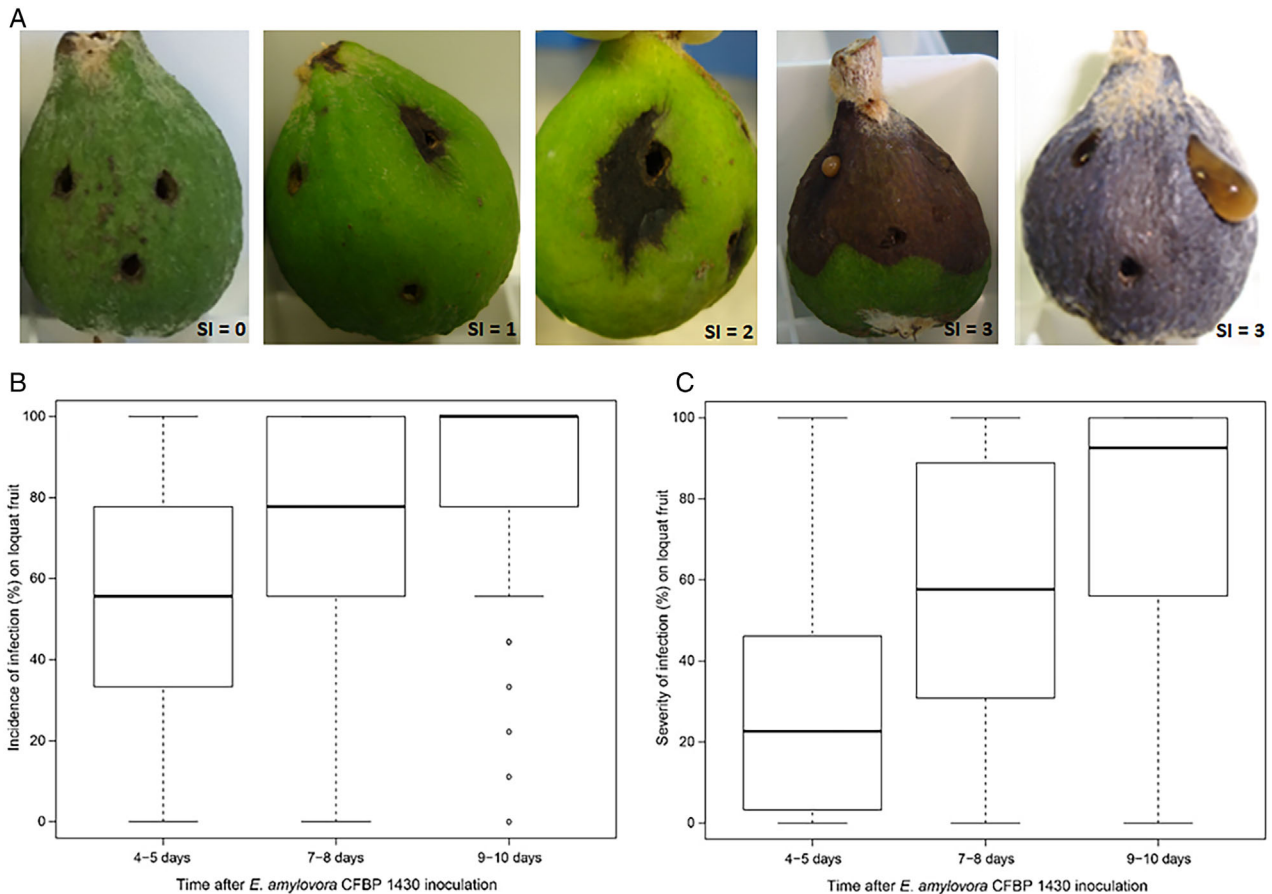 A
SI = 0
SI = 1
SI = 2
SI = 3
SI = 3
B
Incidence of infection (%) on loquat fruit
100
80
60
40
20
0
4−5 days
7−8 days
9−10 days
Time after E. amylovora CFBP 1430 inoculation
C
Severity of infection (%) on loquat fruit
100
80
60
40
20
0
4−5 days
7−8 days
9−10 days
Time after E. amylovora CFBP 1430 inoculation